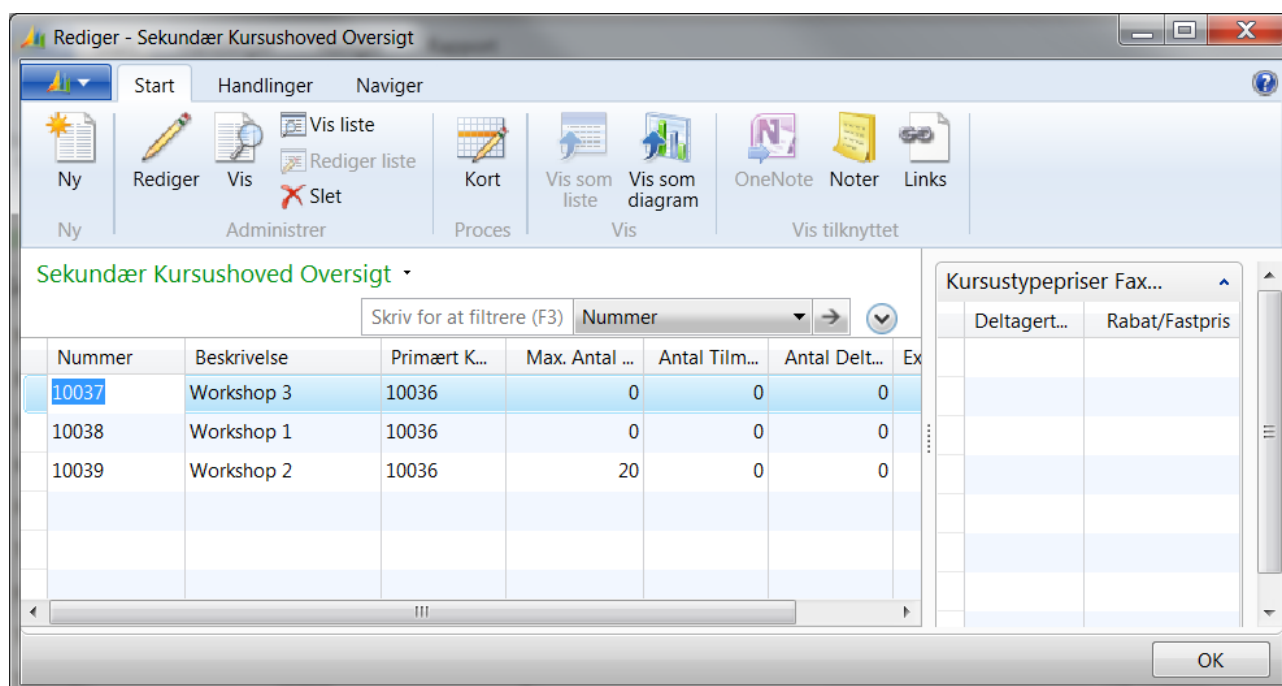 Rediger - Sekundær Kursushoved Oversigt
Start Handlinger Naviger
Ny
Rediger
Vis
Vis liste
Rediger liste
Slet
Kort
Vis som liste
Vis som diagram
OneNote
Noter
Links
Ny Administrer Proces Vis Vis tilknyttet
Sekundær Kursushoved Oversigt
Skriv for at filtrere (F3) Nummer
Nummer Beskrivelse Primært K... Max. Antal ... Antal Tilm... Antal Delt... Ex
10037 Workshop 3 10036 0 0 0
10038 Workshop 1 10036 0 0 0
10039 Workshop 2 10036 20 0 0
Kursustypepriser Fax...
Deltagert... Rabat/Fastpris
OK